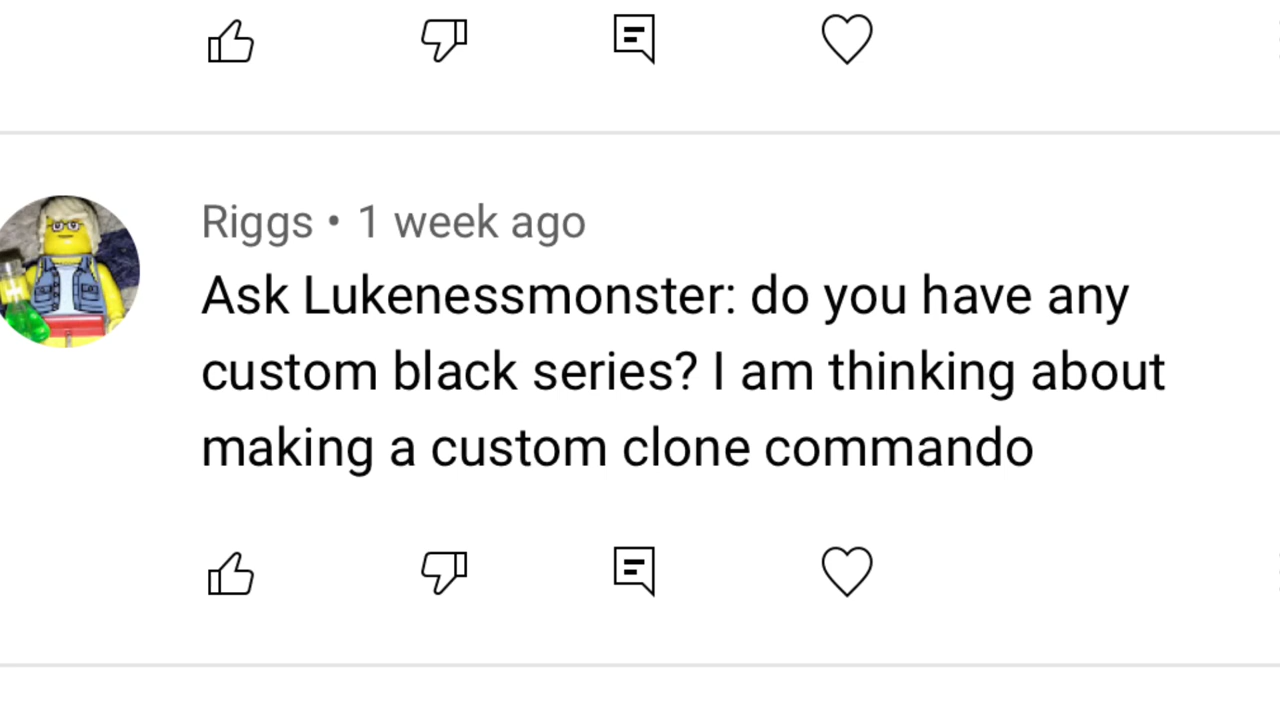 Riggs • 1 week ago
Ask Lukenessmonster: do you have any
custom black series? I am thinking about
making a custom clone commando